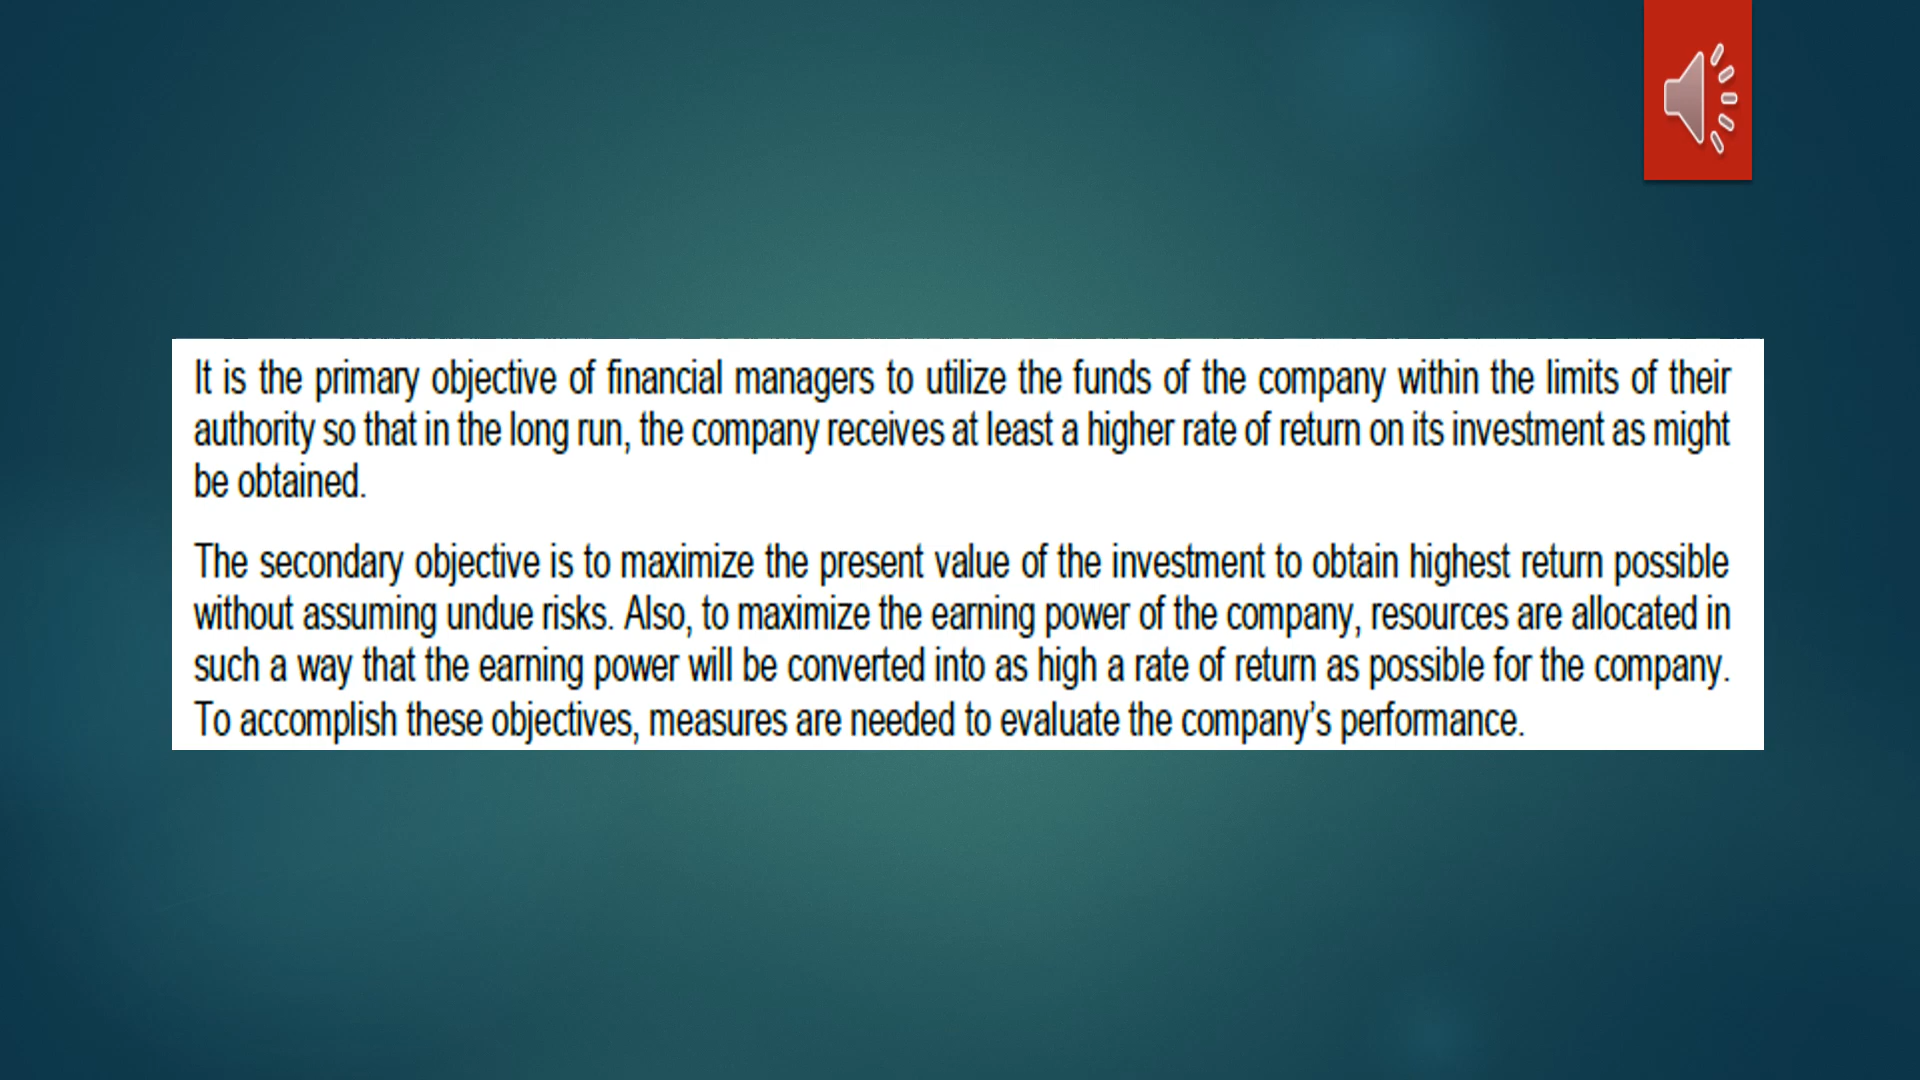 It is the primary objective of financial managers to utilize the funds of the company within the limits of their
authority so that in the long run, the company receives at least a higher rate of return on its investment as might
be obtained.
The secondary objective is to maximize the present value of the investment to obtain highest return possible
without assuming undue risks. Also, to maximize the earning power of the company, resources are allocated in
such a way that the earning power will be converted into as high a rate of return as possible for the company.
To accomplish these objectives, measures are needed to evaluate the company’s performance.